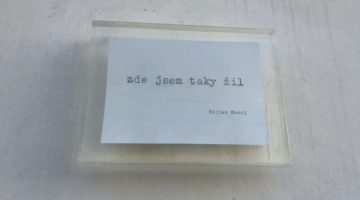 zde jsem taky žil
Václav Havel